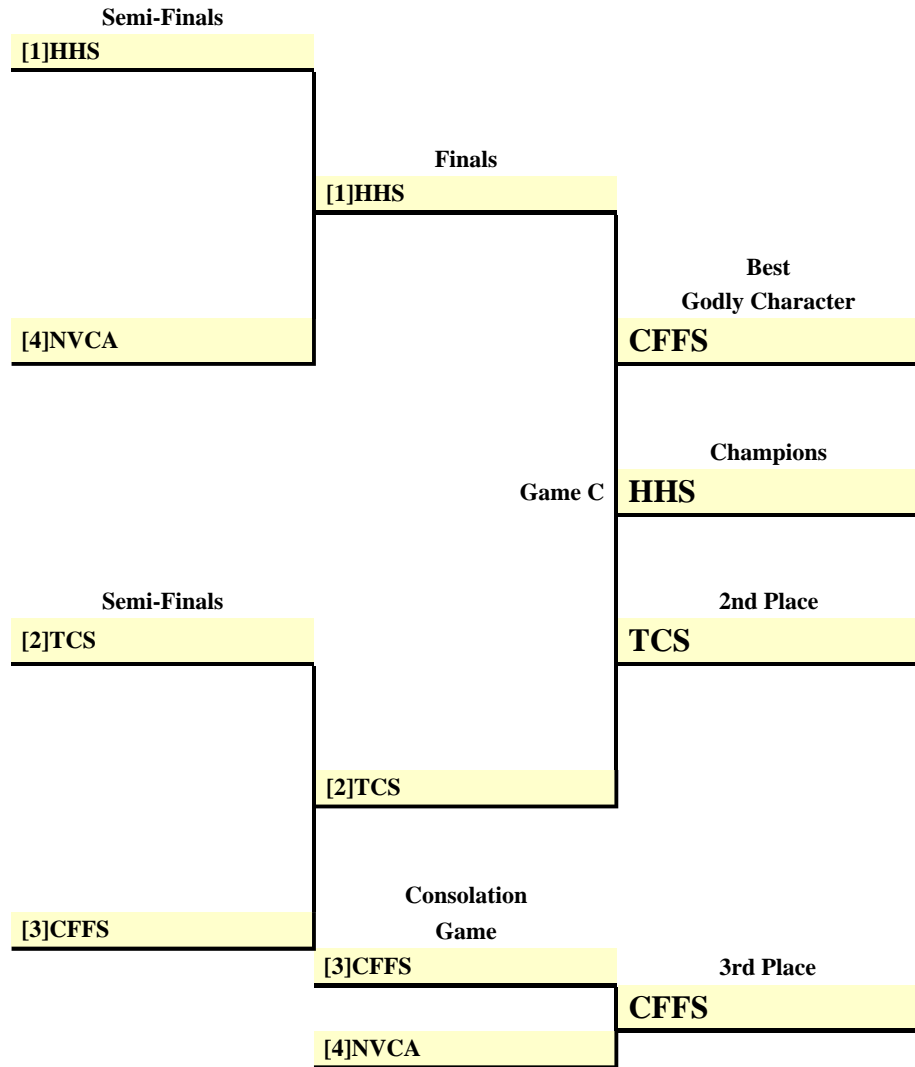 Semi-Finals
[1]HHS
Finals
[1]HHS
Best
Godly Character
[4]NVCA
CFFS
Champions
Game C
HHS
Semi-Finals
2nd Place
[2]TCS
TCS
[2]TCS
Consolation
[3]CFFS
Game
[3]CFFS
3rd Place
CFFS
[4]NVCA